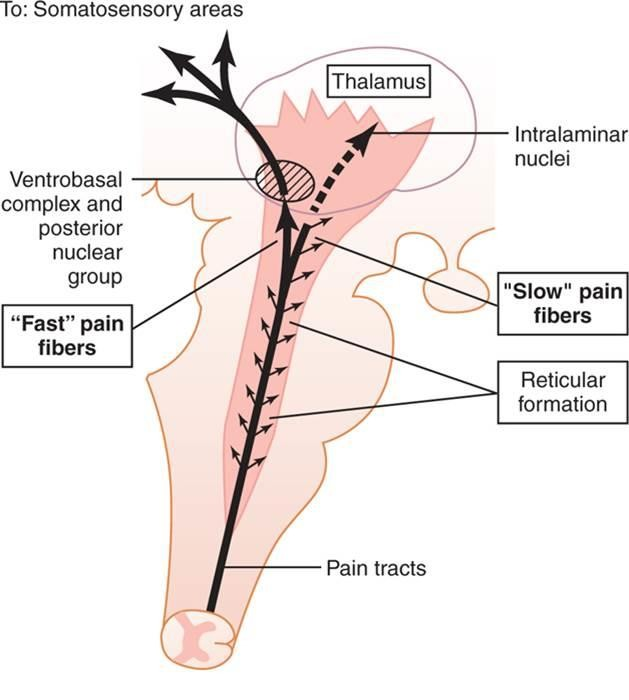 To: Somatosensory areas
Thalamus
Intralaminar
nuclei
Ventrobasal
complex and
posterior
nuclear
group
“Fast” pain
fibers
"Slow" pain
fibers
Reticular
formation
Pain tracts